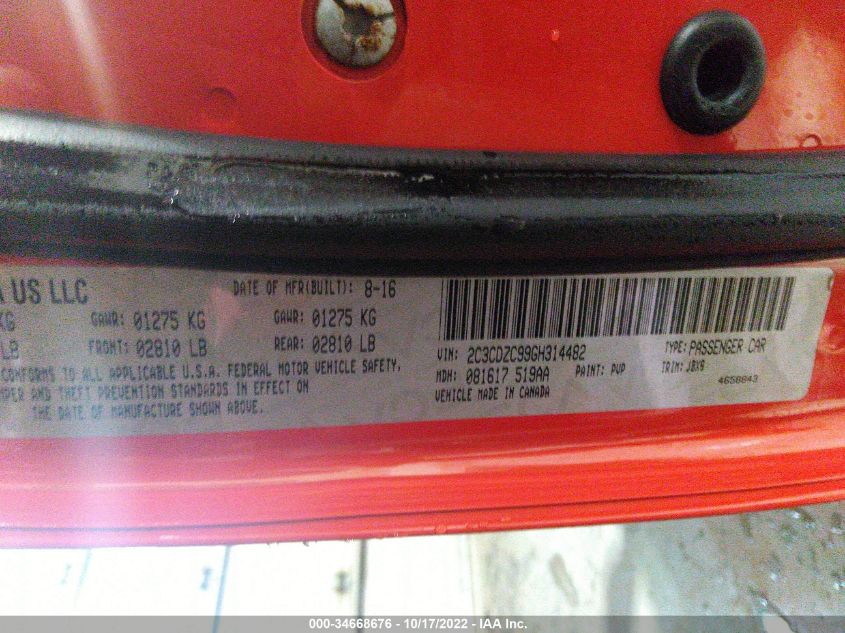 US LLC
DATE OF MFR(BUILT): 8-16
KG GAWR: 01275 KG GAWR: 01275 KG
LB FRONT: 02810 LB REAR: 02810 LB
CONFORMS TO ALL APPLICABLE U.S.A. FEDERAL MOTOR VEHICLE SAFETY,
AND THEFT PREVENTION STANDARDS IN EFFECT ON
THE DATE OF MANUFACTURE SHOWN ABOVE.
VIN: 2C3CDZC99GH314482 TYPE: PASSENGER CAR
MDH: 081617 519AA PAINT: PVP TRIM: JBX9
VEHICLE MADE IN CANADA 4658843
000-34668676 - 10/17/2022 - IAA Inc.